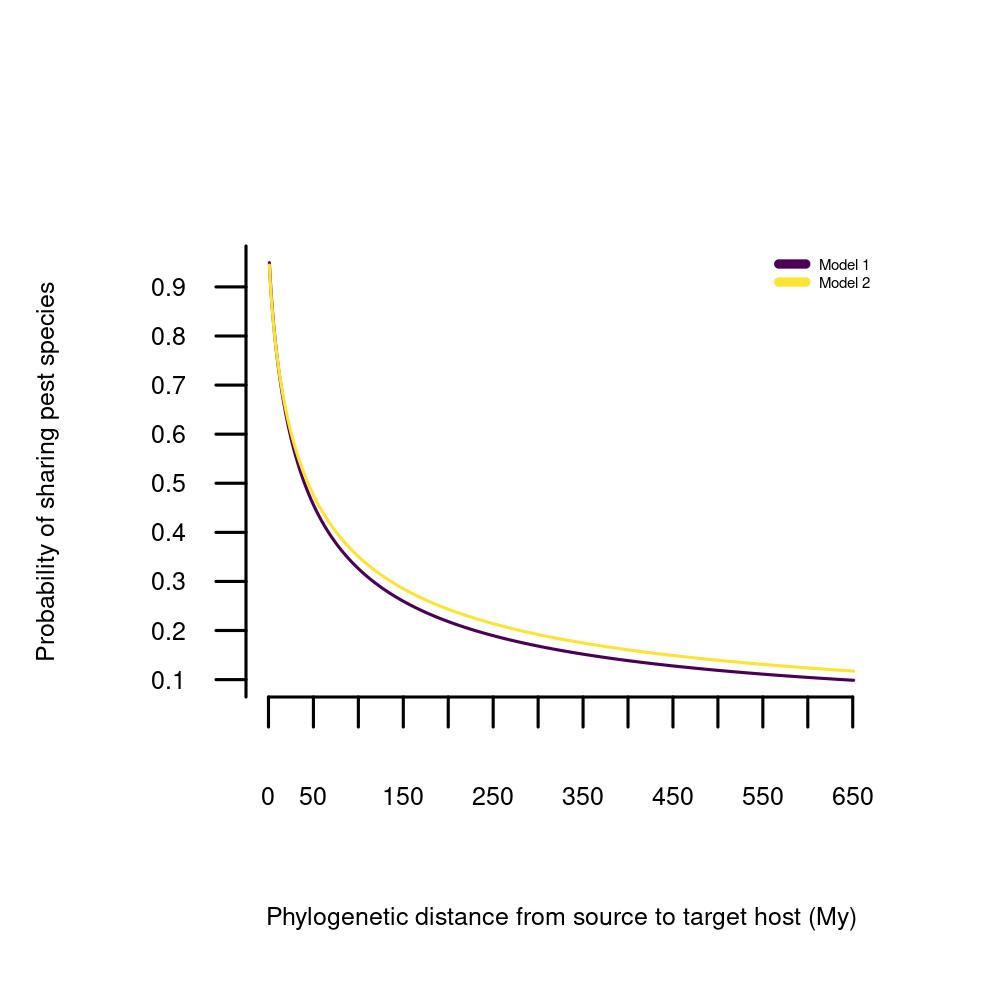 Model 1
Model 2
Probability of sharing pest species
0.9
0.8
0.7
0.6
0.5
0.4
0.3
0.2
0.1
0 50 150 250 350 450 550 650
Phylogenetic distance from source to target host (My)